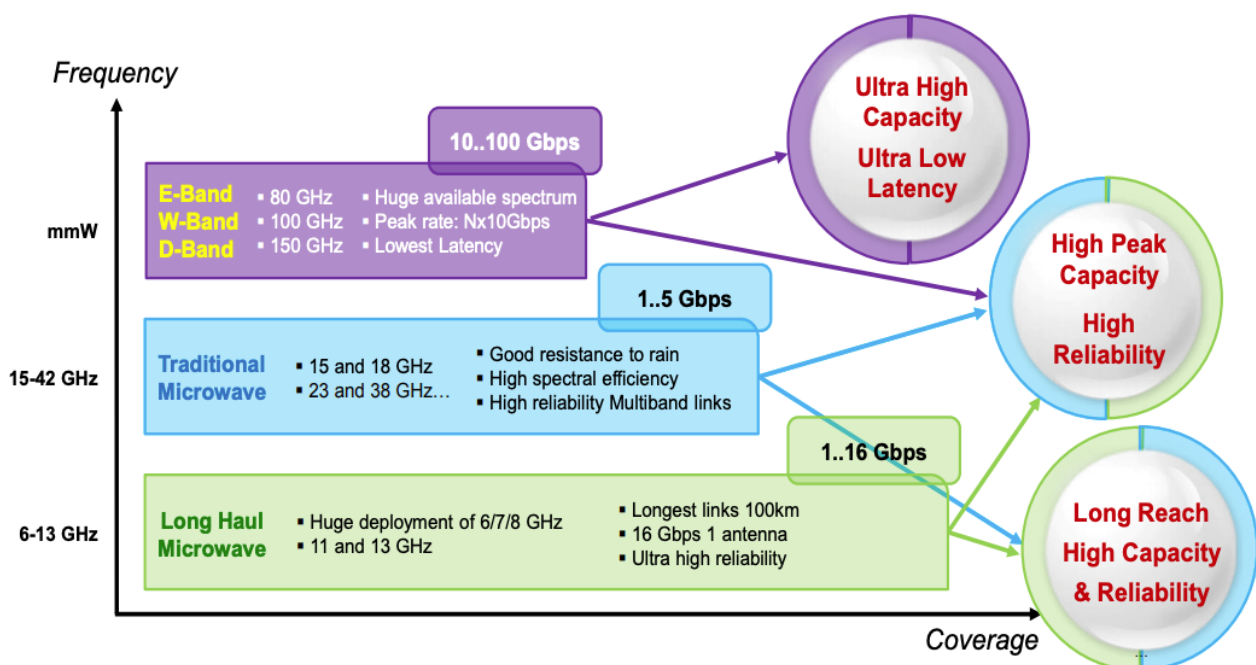 Frequency
10..100 Gbps
E-Band
W-Band
D-Band
▪ 80 GHz
▪ 100 GHz
▪ 150 GHz
▪ Huge available spectrum
▪ Peak rate: Nx10Gbps
▪ Lowest Latency
mmW
Ultra High
Capacity
Ultra Low
Latency
1..5 Gbps
Traditional
Microwave
▪ 15 and 18 GHz
▪ 23 and 38 GHz…
▪ Good resistance to rain
▪ High spectral efficiency
▪ High reliability Multiband links
15-42 GHz
High Peak
Capacity
High
Reliability
1..16 Gbps
Long Haul
Microwave
▪ Huge deployment of 6/7/8 GHz
▪ 11 and 13 GHz
▪ Longest links 100km
▪ 16 Gbps 1 antenna
▪ Ultra high reliability
6-13 GHz
Long Reach
High Capacity
& Reliability
...
Coverage